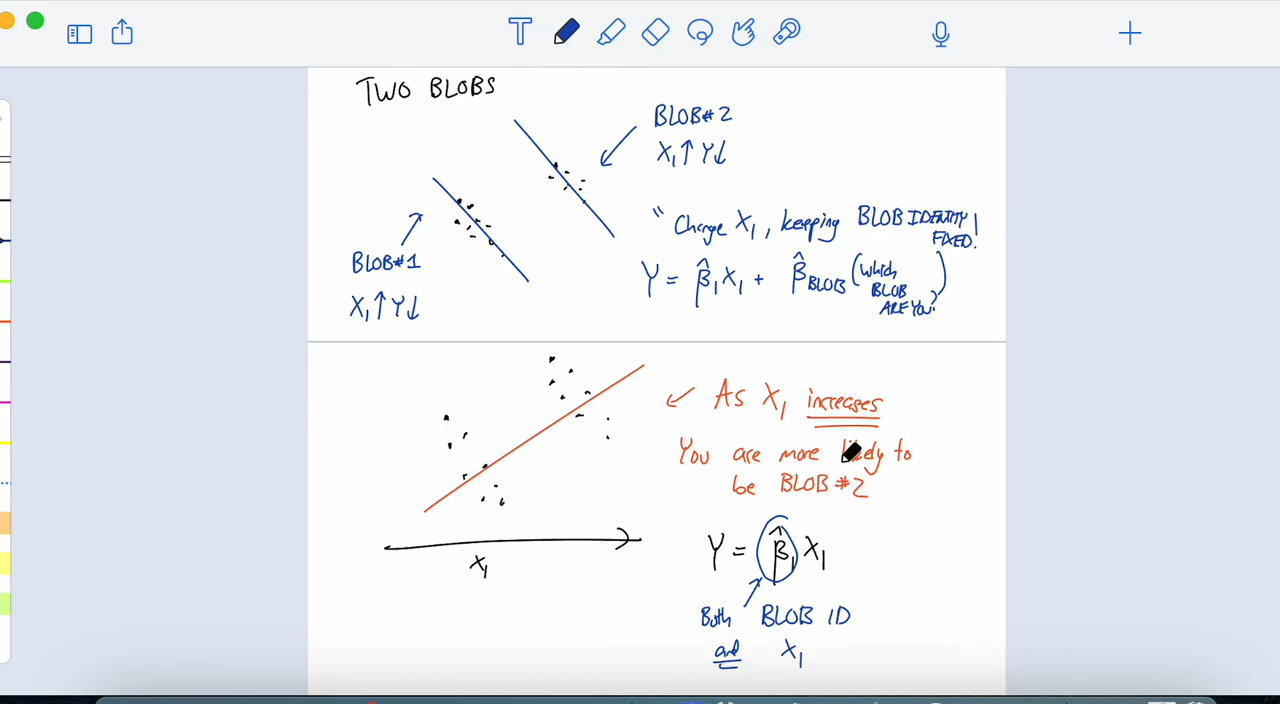 TWO BLOBS
BLOB#2
X₁↑ Y↓
BLOB#1
X₁↑ Y↓
" Change X₁, keeping BLOB IDENTITY
FIXED!
Y = β̂₁X₁ + β̂BLOB (which
BLOB
ARE YOU?)
As X₁ increases
You are more likely to
be BLOB #2
X₁
Y = β̂₁ X₁
Both BLOB ID
and X₁